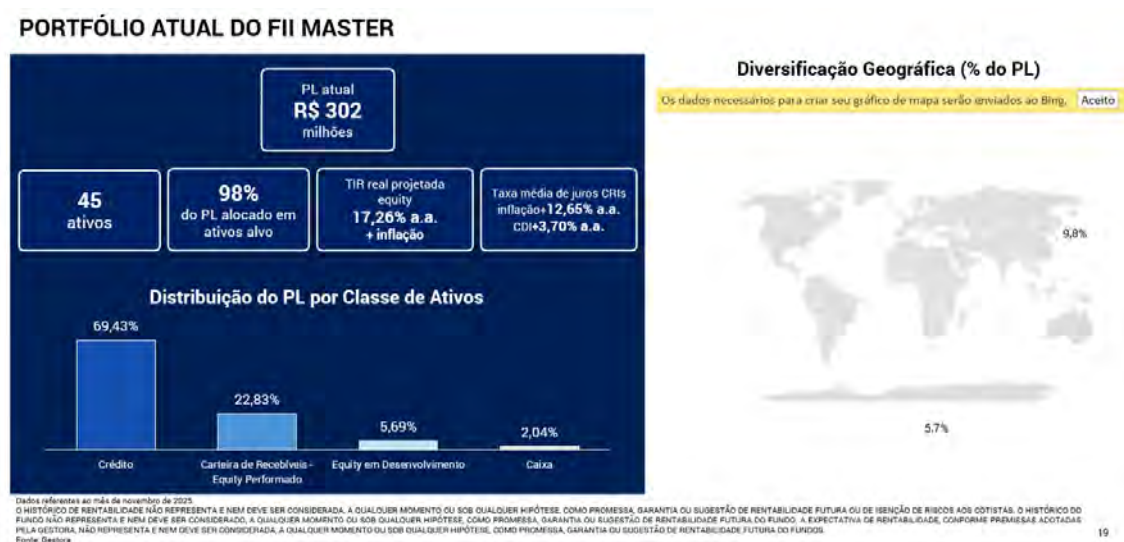 PORTFÓLIO ATUAL DO FII MASTER
PL atual
R$ 302
milhões
45
ativos
98%
do PL alocado em
ativos alvo
TIR real projetada
equity
17,26% a.a.
+ inflação
Taxa média de juros CRIs
inflação+12,65% a.a.
CDI+3,70% a.a.
Distribuição do PL por Classe de Ativos
69,43%
22,83%
5,69%
2,04%
Crédito
Carteira de Recebíveis -
Equity Performado
Equity em Desenvolvimento
Caixa
Diversificação Geográfica (% do PL)
Os dados necessários para criar seu gráfico de mapa serão enviados ao Bing.
Aceito
9,8%
5,7%
Dados referentes ao mês de novembro de 2025.
O HISTÓRICO DE RENTABILIDADE NÃO REPRESENTA E NEM DEVE SER CONSIDERADA, A QUALQUER MOMENTO OU SOB QUALQUER HIPÓTESE, COMO PROMESSA, GARANTIA OU SUGESTÃO DE RENTABILIDADE FUTURA OU DE ISENÇÃO DE RISCOS AOS COTISTAS. O HISTÓRICO DO
FUNDO NÃO REPRESENTA E NEM DEVE SER CONSIDERADO, A QUALQUER MOMENTO OU SOB QUALQUER HIPÓTESE, COMO PROMESSA, GARANTIA OU SUGESTÃO DE RENTABILIDADE FUTURA DO FUNDO. A EXPECTATIVA DE RENTABILIDADE, CONFORME PREMISSAS ADOTADAS
PELA GESTORA, NÃO REPRESENTA E NEM DEVE SER CONSIDERADA, A QUALQUER MOMENTO OU SOB QUALQUER HIPÓTESE, COMO PROMESSA, GARANTIA OU SUGESTÃO DE RENTABILIDADE FUTURA DO FUNDOS.
Fonte: Gestora
19